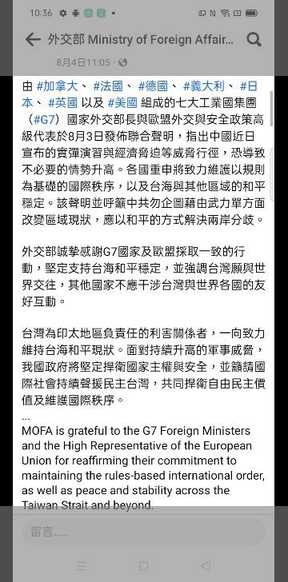 10:36
外交部 Ministry of Foreign Affair...
8月4日11:05
由 #加拿大、 #法國、 #德國、 #義大利、 #日
本、 #英國 以及 #美國 組成的七大工業國集團
（#G7）國家外交部長與歐盟外交與安全政策高
級代表於8月3日發佈聯合聲明，指出中國近日
宣布的實彈演習與經濟脅迫等威脅行徑，恐導致
不必要的情勢升高。各國重申將致力維護以規則
為基礎的國際秩序，以及台海與其他區域的和平
穩定。該聲明並呼籲中共勿企圖藉由武力單方面
改變區域現狀，應以和平的方式解決兩岸分歧。
外交部誠摯感謝G7國家及歐盟採取一致的行
動，堅定支持台海和平穩定，並強調台灣願與世
界交往，其他國家不應干涉台灣與世界各國的友
好互動。
台灣為印太地區負責任的利害關係者，一向致力
維持台海和平現狀。面對持續升高的軍事威脅，
我國政府將堅定捍衛國家主權與安全，並籲請國
際社會持續聲援民主台灣，共同捍衛自由民主價
值及維護國際秩序。
...
MOFA is grateful to the G7 Foreign Ministers
and the High Representative of the European
Union for reaffirming their commitment to
maintaining the rules-based international order,
as well as peace and stability across the
Taiwan Strait and beyond.
留言......